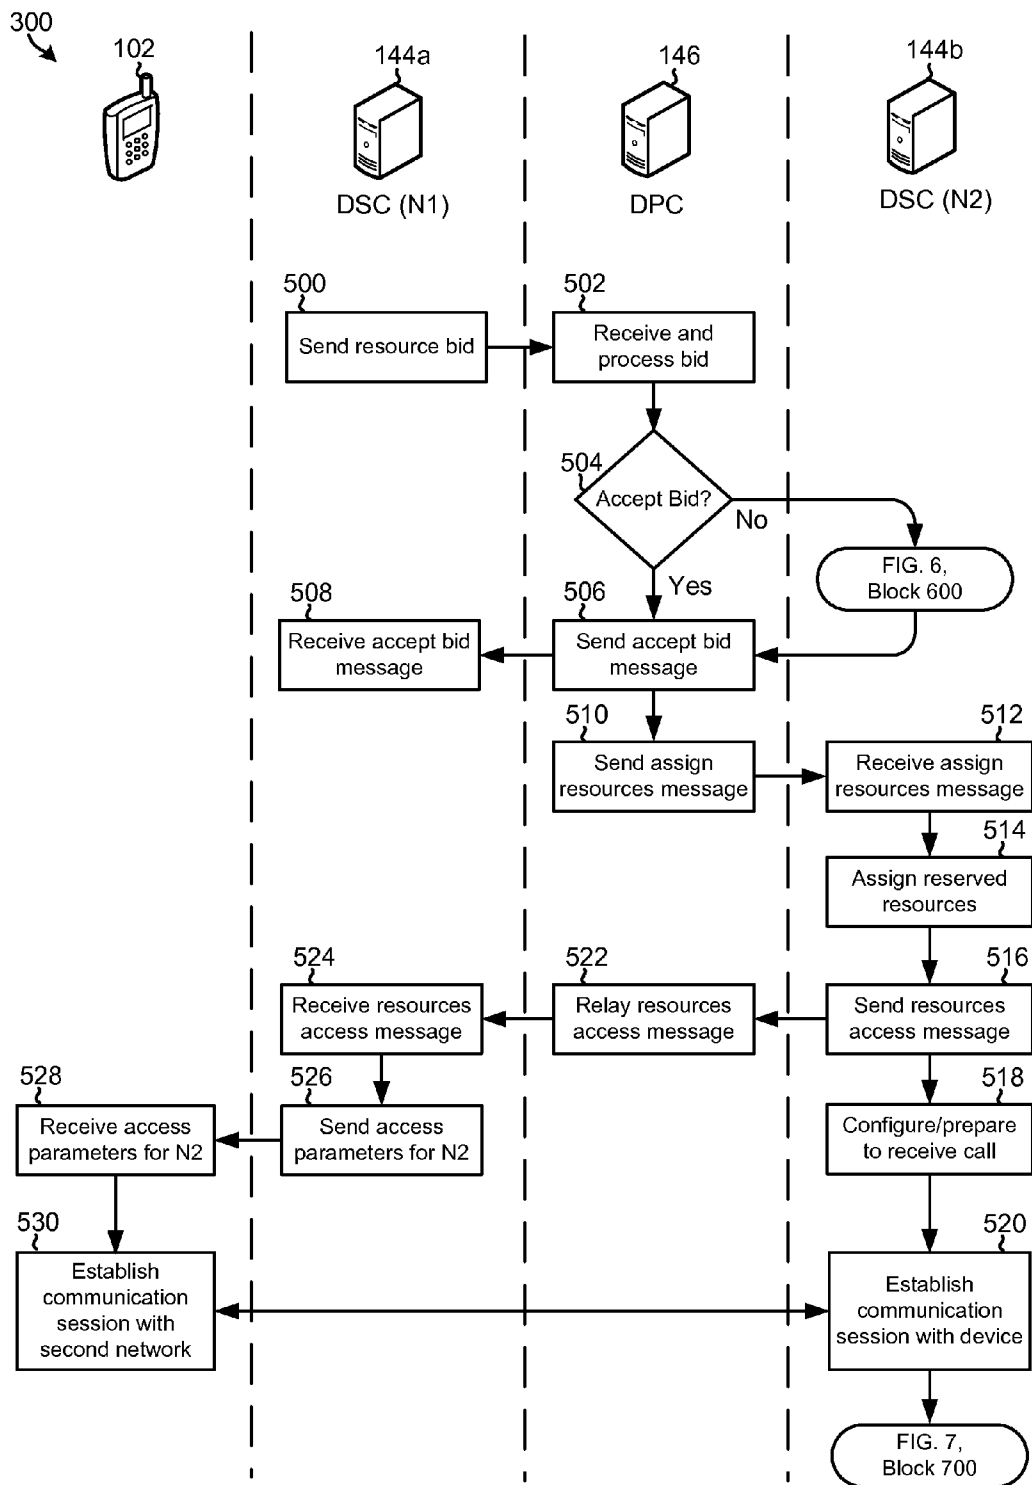 300
102
144a
146
144b
DSC (N1)
DPC
DSC (N2)
500
502
Send resource bid
Receive and
process bid
504
Accept Bid?
No
FIG. 6,
Block 600
Yes
508
506
Receive accept bid
message
Send accept bid
message
510
512
Send assign
resources message
Receive assign
resources message
514
Assign reserved
resources
524
522
516
Receive resources
access message
Relay resources
access message
Send resources
access message
528
526
518
Receive access
parameters for N2
Send access
parameters for N2
Configure/prepare
to receive call
530
520
Establish
communication
session with
second network
Establish
communication
session with device
FIG. 7,
Block 700